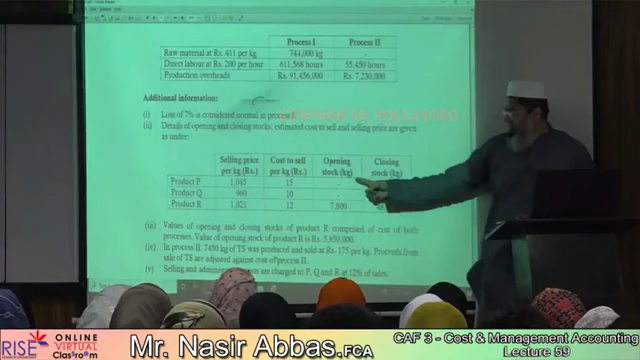 Process I Process II
Raw material at Rs. 411 per kg 744,000 kg -
Direct labour at Rs. 200 per hour 611,568 hours 55,450 hours
Production overheads Rs. 91,456,000 Rs. 7,230,000
Additional information:
(i) Loss of 7% is considered normal in process I.
(ii) Details of opening and closing stocks, estimated cost to sell and selling price are given
as under:
Selling price per kg (Rs.) Cost to sell per kg (Rs.) Opening stock (kg) Closing stock (kg)
Product P 1,045 15 -
Product Q 960 10 -
Product R 1,021 12 7,800
(iii) Values of opening and closing stocks of product R comprised of cost of both
processes. Value of opening stock of product R is Rs. 5,850,000.
(iv) In process II, 7450 kg of TS was produced and sold at Rs. 175 per kg. Proceeds from
sale of TS are adjusted against cost of process II.
(v) Selling and administrative costs are charged to P, Q and R at 12% of sales.
RISE ONLINE VIRTUAL Classroom
Mr. Nasir Abbas.FCA
CAF 3 - Cost & Management Accounting
Lecture 58